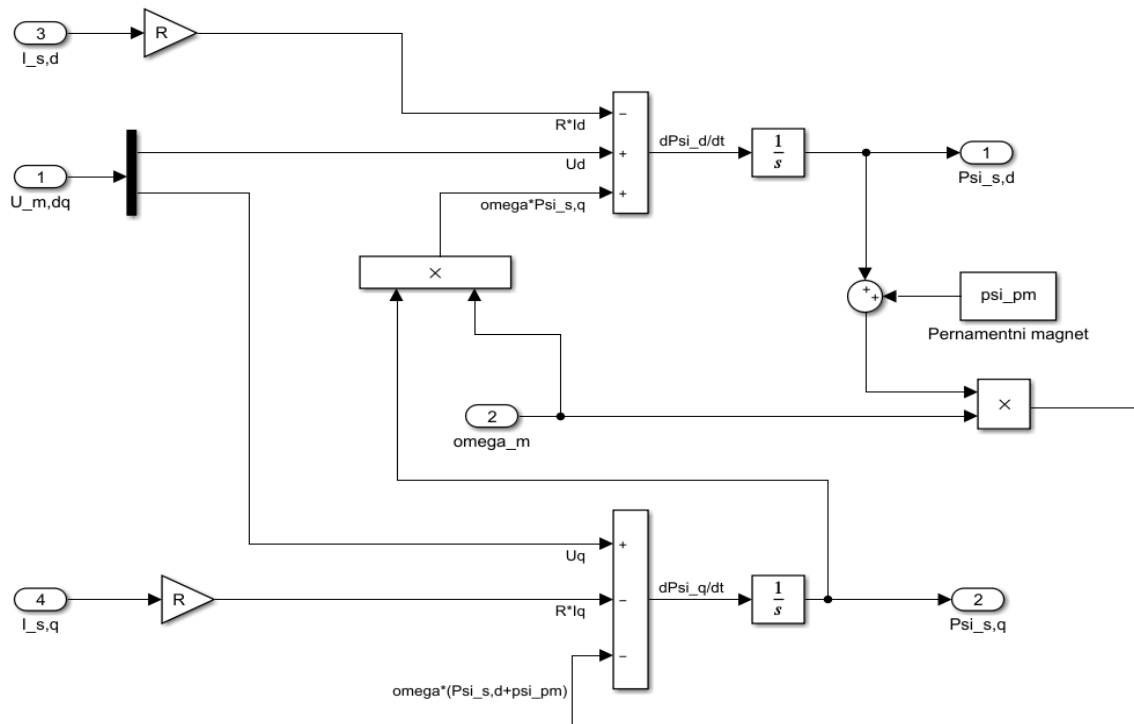 3
I_s,d
R
R*Id
−
1
U_m,dq
Ud
+
omega*Psi_s,q
+
dPsi_d/dt
1
s
1
Psi_s,d
×
+
+
psi_pm
Pernamentni magnet
2
omega_m
×
Uq
+
4
I_s,q
R
R*Iq
−
omega*(Psi_s,d+psi_pm)
−
dPsi_q/dt
1
s
2
Psi_s,q